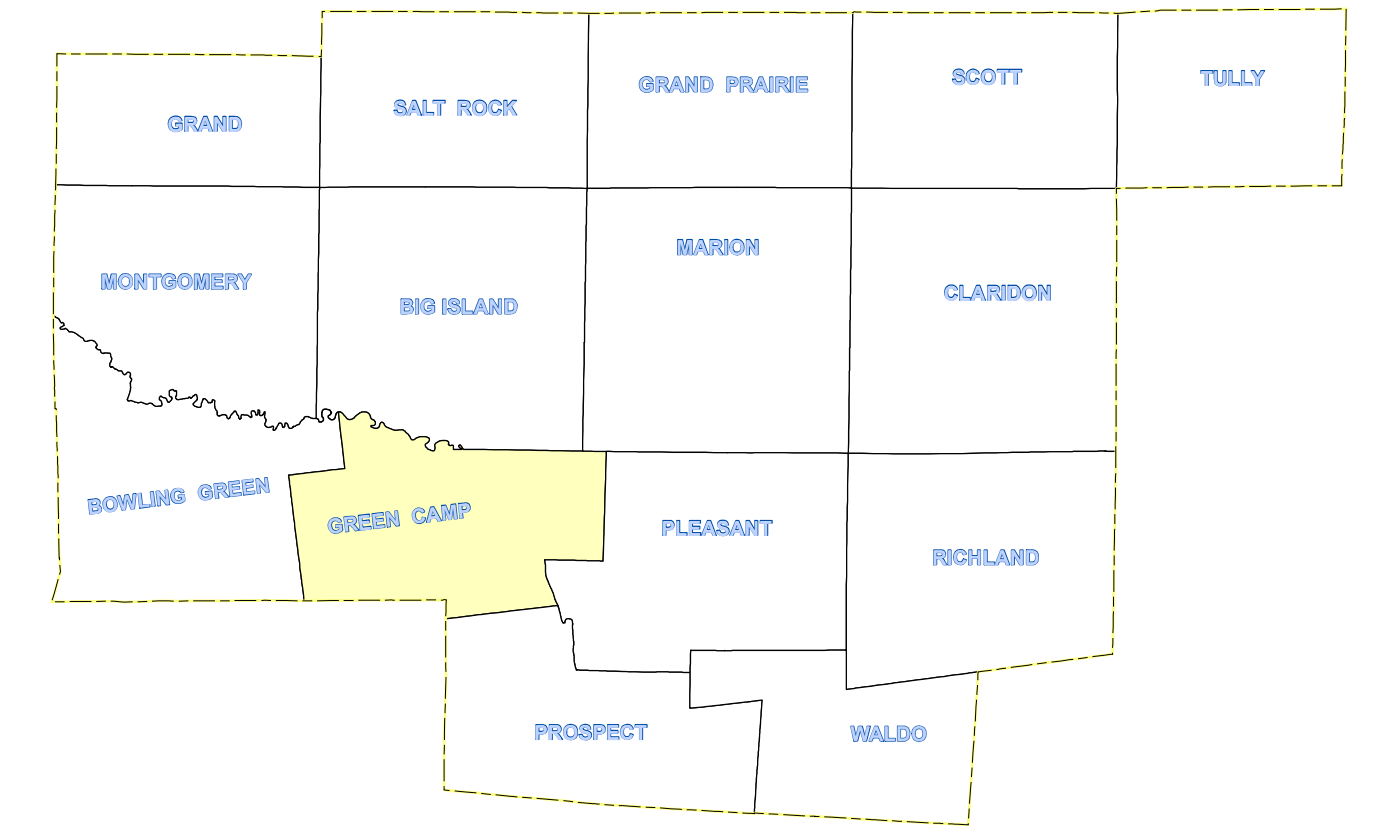 GRAND
SALT ROCK
GRAND PRAIRIE
SCOTT
TULLY
MONTGOMERY
BIG ISLAND
MARION
CLARIDON
BOWLING GREEN
GREEN CAMP
PLEASANT
RICHLAND
PROSPECT
WALDO